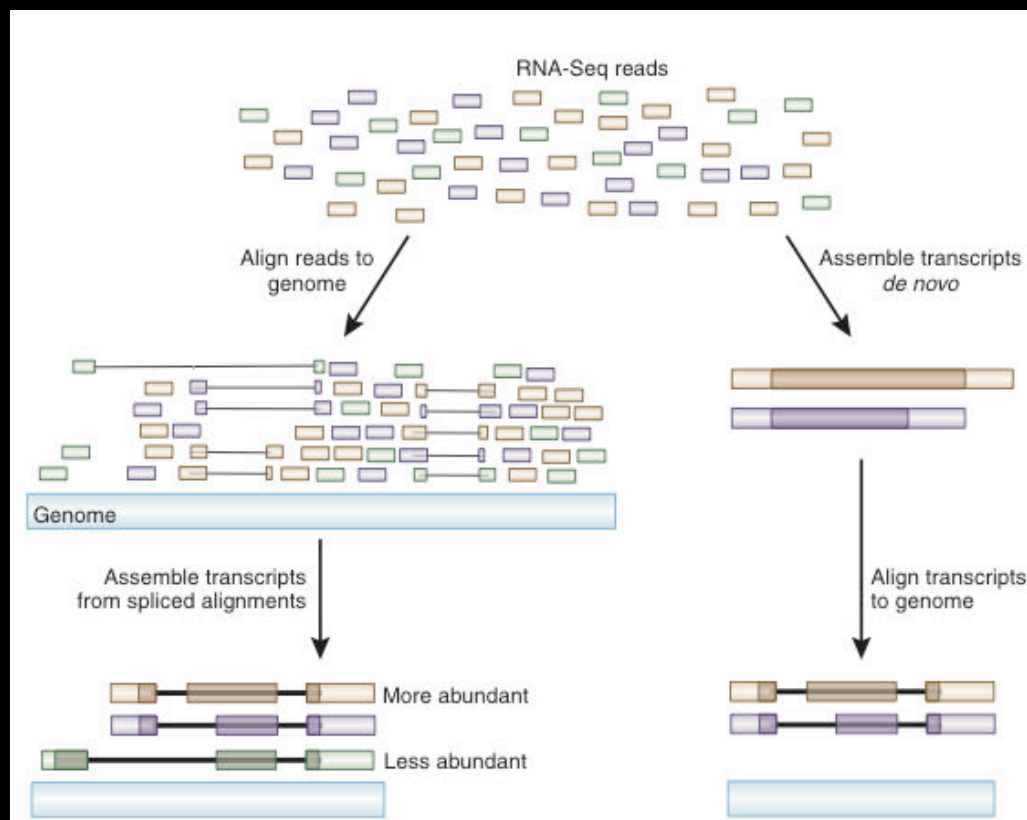 RNA-Seq reads
Align reads to
genome
Assemble transcripts
de novo
Genome
Assemble transcripts
from spliced alignments
Align transcripts
to genome
More abundant
Less abundant